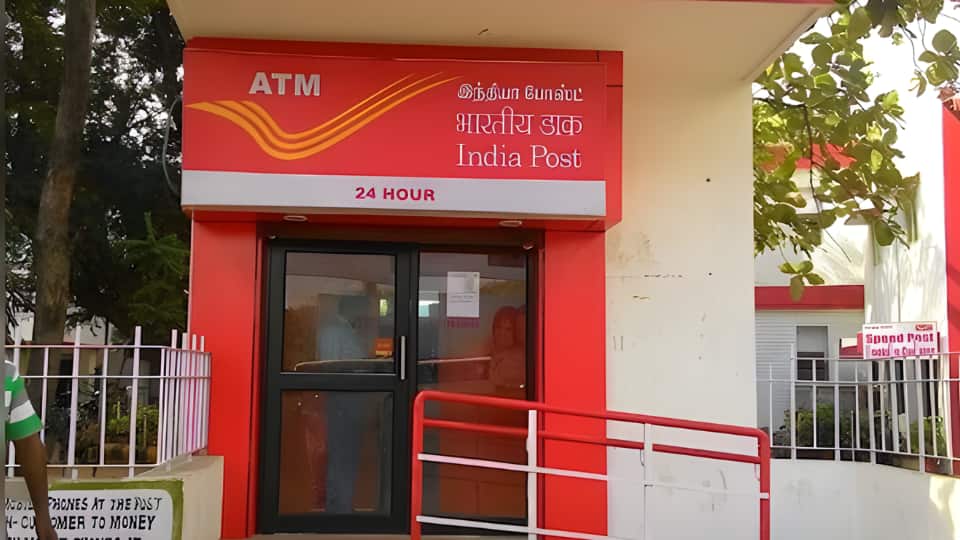 ATM
இந்தியா போஸ்ட்
भारतीय डाक
India Post
24 HOUR
Speed Post
PHONES AT THE POST
CUSTOMER TO MONEY